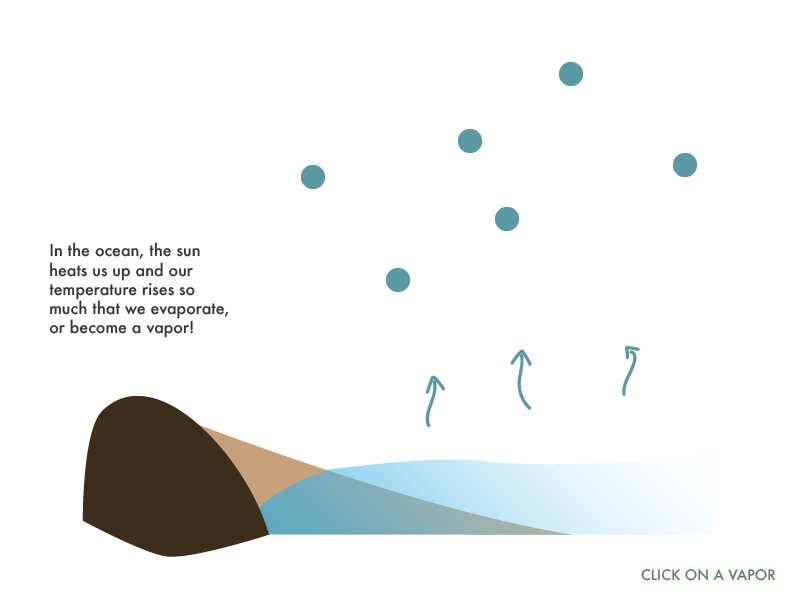 In the ocean, the sun
heats us up and our
temperature rises so
much that we evaporate,
or become a vapor!
CLICK ON A VAPOR